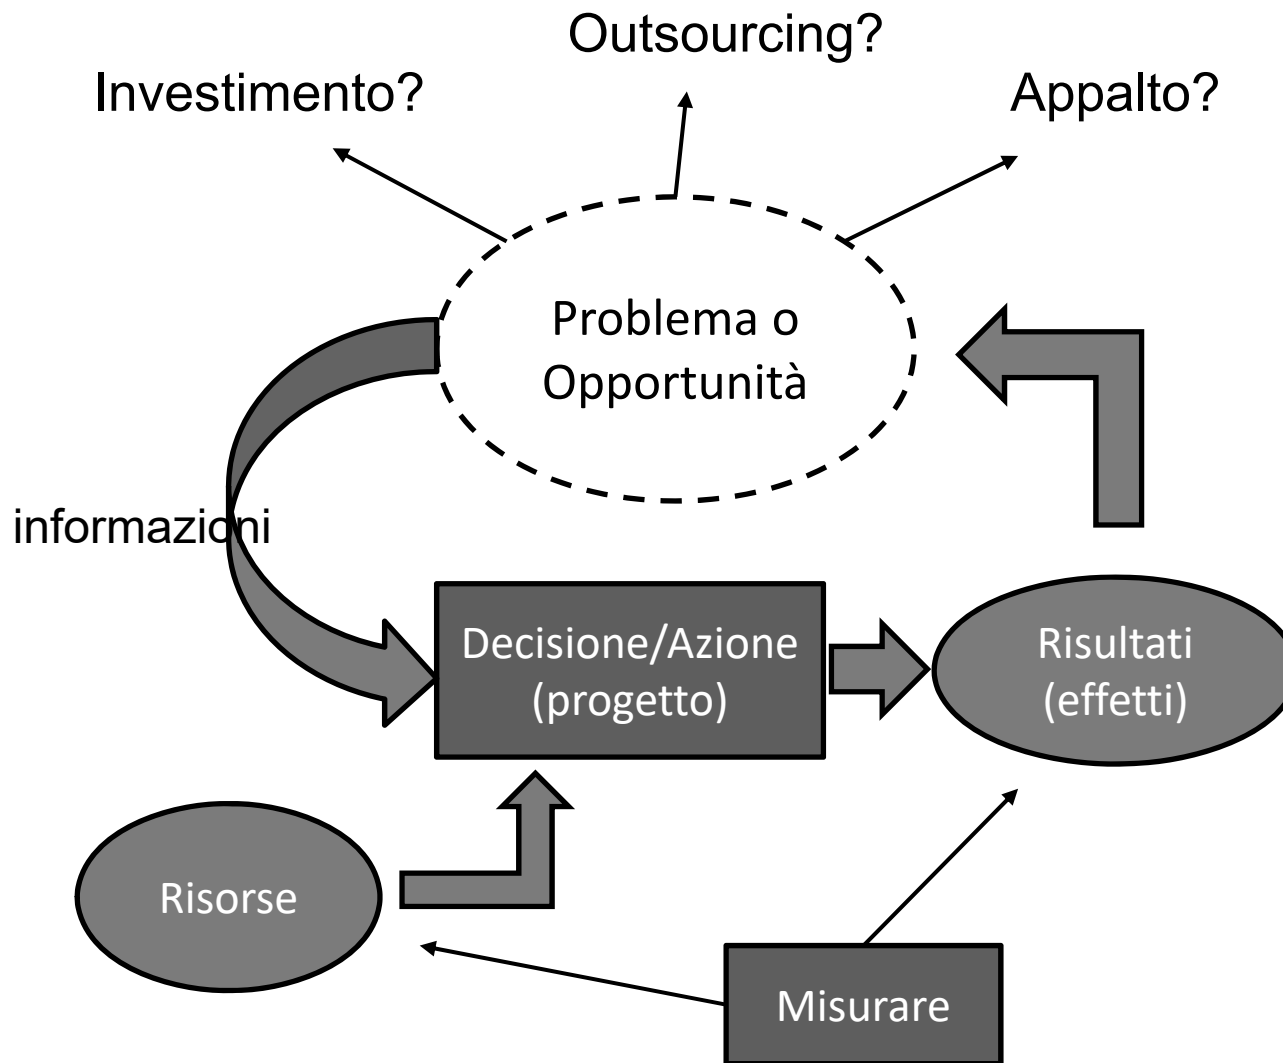 Outsourcing?
Investimento?
Appalto?
Problema o
Opportunità
informazioni
Decisione/Azione
(progetto)
Risultati
(effetti)
Risorse
Misurare